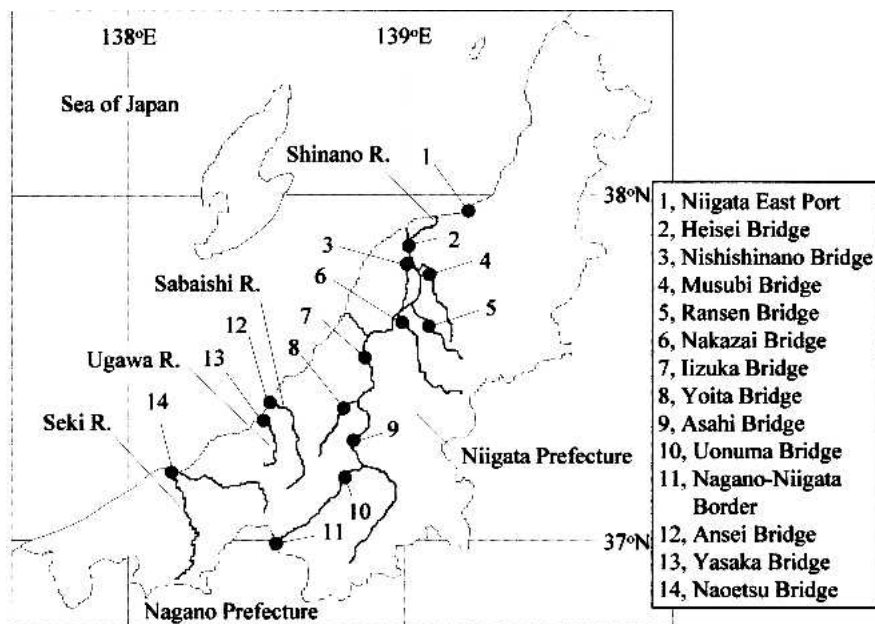 138°E
139°E
Sea of Japan
Shinano R.
1
38°N
2
3
4
6
Sabaishi R.
5
7
12
8
Ugawa R.
13
14
Seki R.
9
Niigata Prefecture
10
11
37°N
Nagano Prefecture
1, Niigata East Port
2, Heisei Bridge
3, Nishishinano Bridge
4, Musubi Bridge
5, Ransen Bridge
6, Nakazai Bridge
7, Iizuka Bridge
8, Yoita Bridge
9, Asahi Bridge
10, Uonuma Bridge
11, Nagano-Niigata
Border
12, Ansei Bridge
13, Yasaka Bridge
14, Naoetsu Bridge